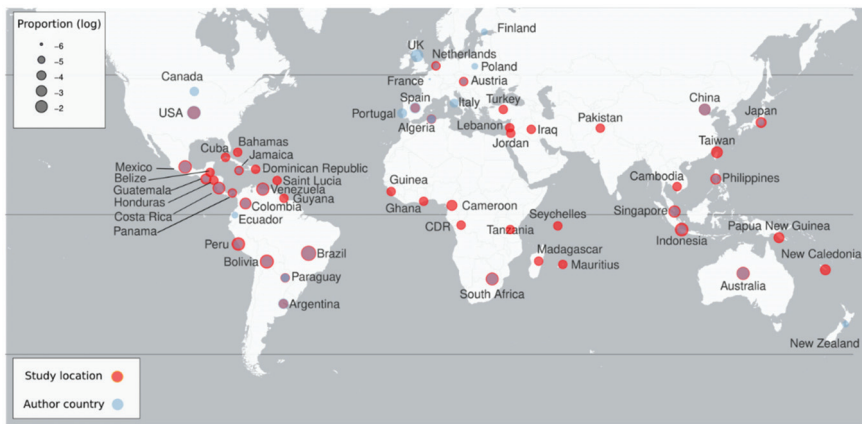 Proportion (log)
−6
−5
−4
−3
−2
Finland
UK
Netherlands
Poland
France
Austria
Canada
USA
Spain
Italy
Turkey
Portugal
Algeria
Lebanon
Iraq
Jordan
Pakistan
China
Japan
Taiwan
Bahamas
Cuba
Jamaica
Mexico
Belize
Dominican Republic
Guatemala
Saint Lucia
Honduras
Venezuela
Guyana
Costa Rica
Colombia
Panama
Ecuador
Guinea
Ghana
Cameroon
Cambodia
Philippines
Singapore
Seychelles
CDR
Tanzania
Indonesia
Papua New Guinea
Peru
Bolivia
Brazil
Madagascar
Mauritius
New Caledonia
Paraguay
South Africa
Australia
Argentina
New Zealand
Study location
Author country